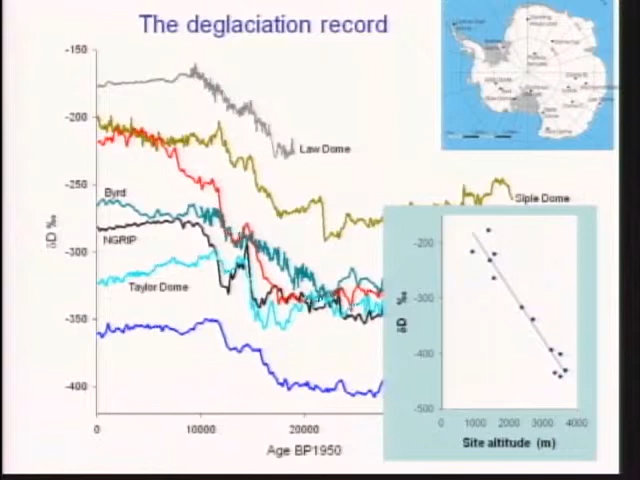 The deglaciation record
-150
-200
-250
-300
-350
-400
δD ‰
Law Dome
Siple Dome
Byrd
NGRIP
Taylor Dome
0
10000
20000
Age BP1950
-200
-300
-400
-500
δD ‰
0
1000
2000
3000
4000
Site altitude (m)